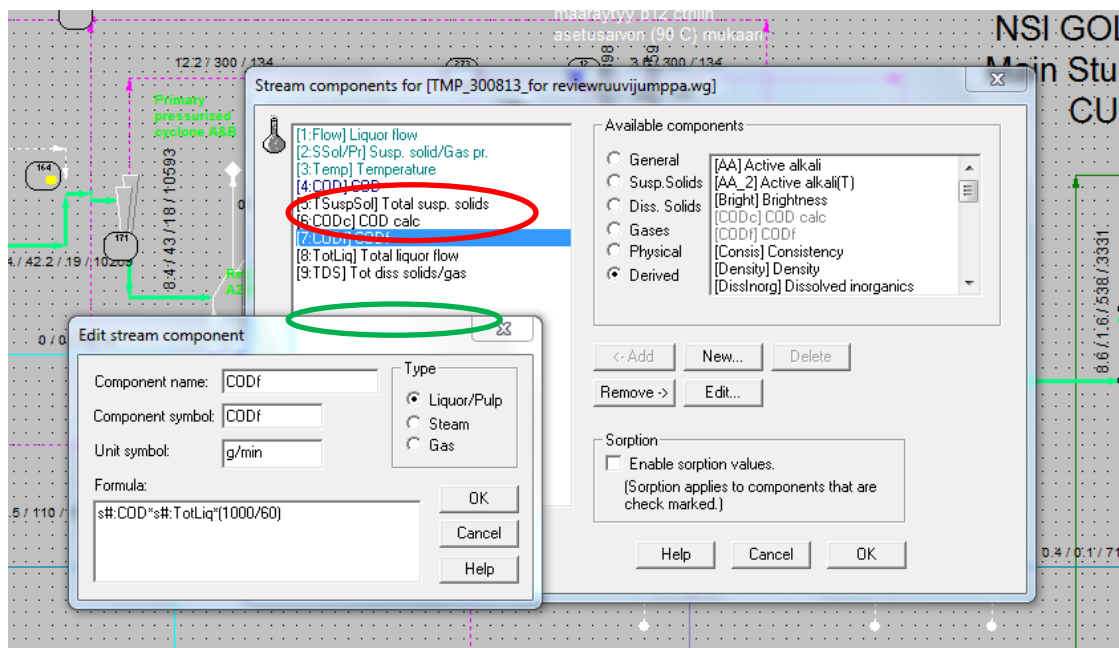 määräytyy b12 ctrlin
asetusarvon (90 C) mukaan
NSI GOL
Main Stu
CU
12.2 / 300 / 134
Primary
pressurized
cyclone A&B
164
171
8.4 / 43 / 18 / 10593
Stream components for [TMP_300813_for reviewruuvijumppa.wg]
[1:Flow] Liquor flow
[2:SSol/Pr] Susp. solid/Gas pr.
[3:Temp] Temperature
[4:COD] COD
[5:TSuspSol] Total susp. solids
[6:CODc] COD calc
[7:CODf] CODf
[8:TotLiq] Total liquor flow
[9:TDS] Tot diss solids/gas
Available components
General
Susp.Solids
Diss. Solids
Gases
Physical
Derived
[AA] Active alkali
[AA_2] Active alkali(T)
[Bright] Brightness
[CODc] COD calc
[CODf] CODf
[Consis] Consistency
[Density] Density
[DissInorg] Dissolved inorganics
<- Add
New...
Delete
Remove ->
Edit...
Sorption
Enable sorption values.
(Sorption applies to components that are
check marked.)
Help
Cancel
OK
Edit stream component
Component name:
CODf
Component symbol:
CODf
Unit symbol:
g/min
Type
Liquor/Pulp
Steam
Gas
Formula:
s#:COD*s#:TotLiq*(1000/60)
OK
Cancel
Help
8.6 / 1.6 / 538 / 3331.
0.4 / 0.1 / 71
.5 / 110 /